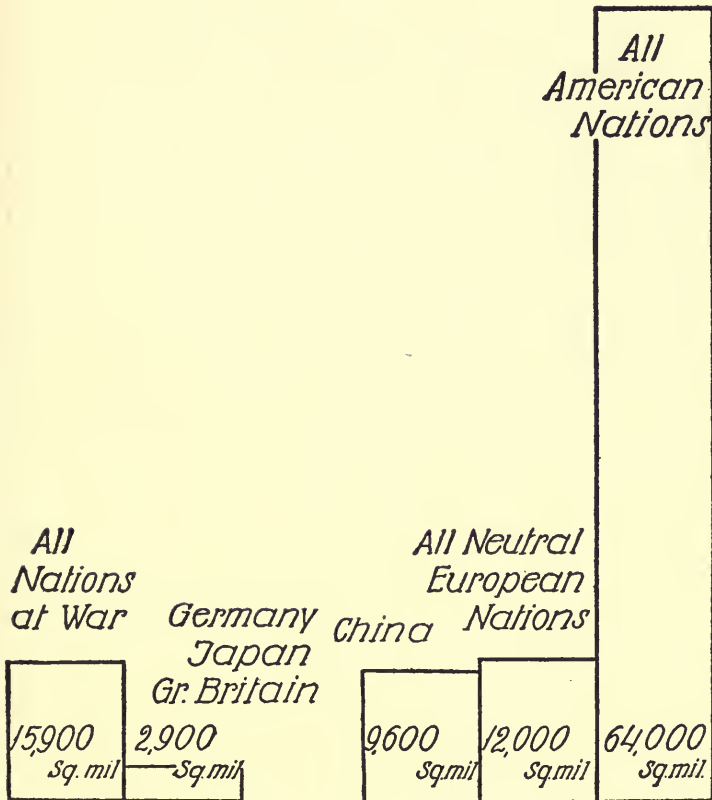 All
American
Nations
All
Nations
at War
Germany
Japan
Gr. Britain
China
All Neutral
European
Nations
15,900
Sq. mil
2,900
Sq. mil
9,600
Sq. mil
12,000
Sq. mil
64,000
Sq. mil.